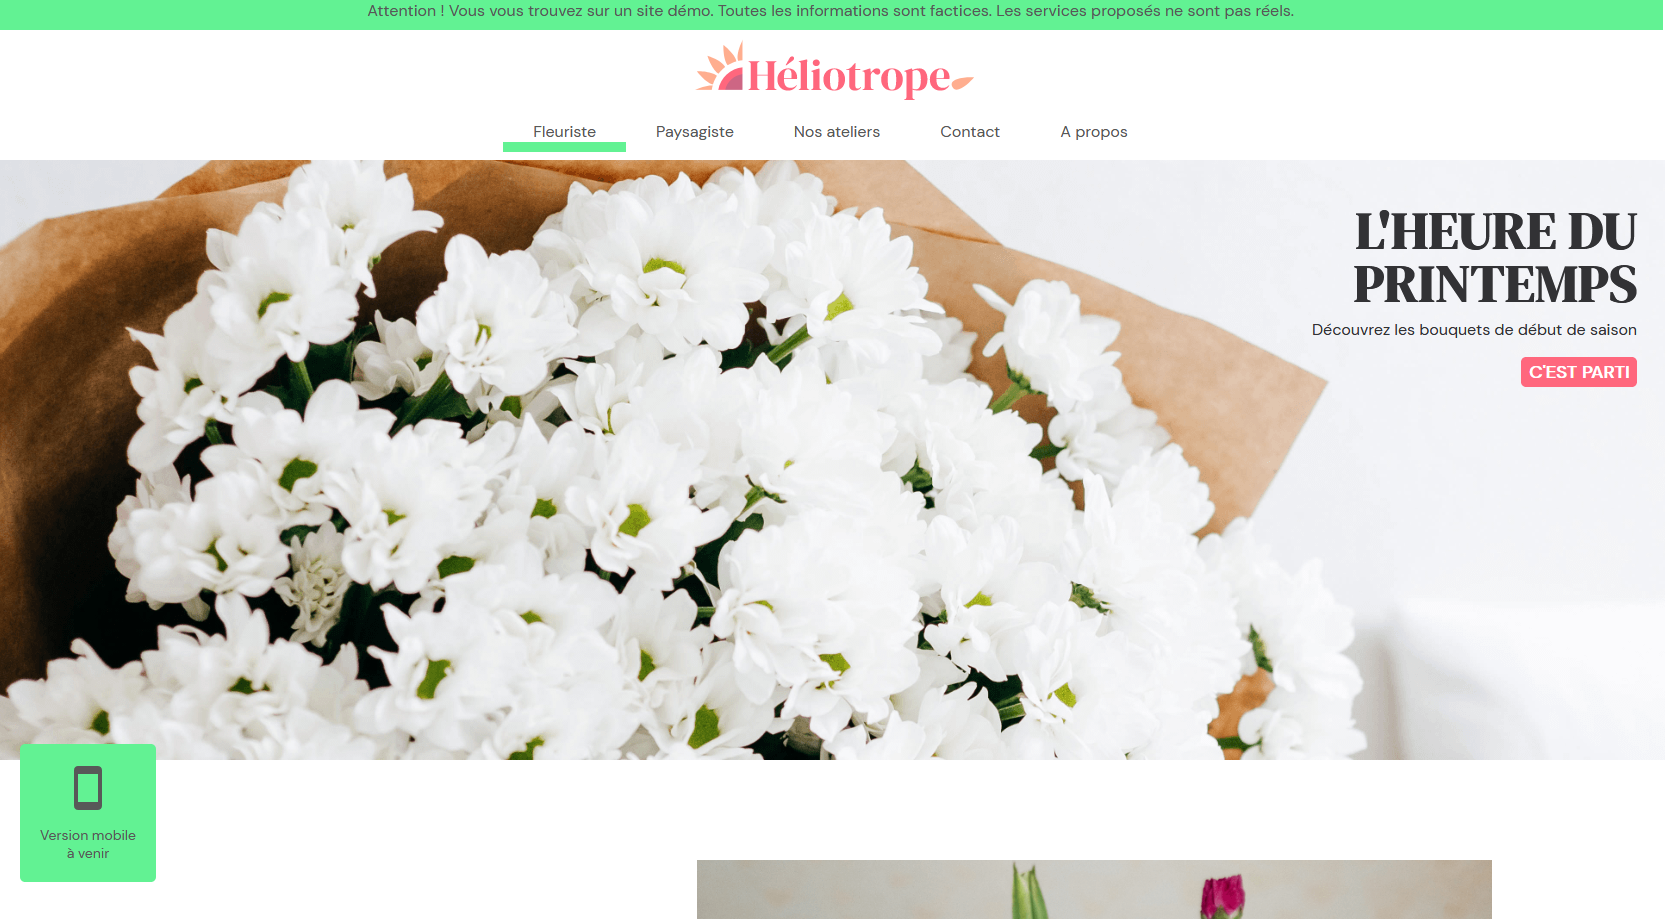 Attention ! Vous vous trouvez sur un site démo. Toutes les informations sont factices. Les services proposés ne sont pas réels.
Héliotrope
Fleuriste Paysagiste Nos ateliers Contact A propos
L'HEURE DU
PRINTEMPS
Découvrez les bouquets de début de saison
C'EST PARTI
Version mobile
à venir